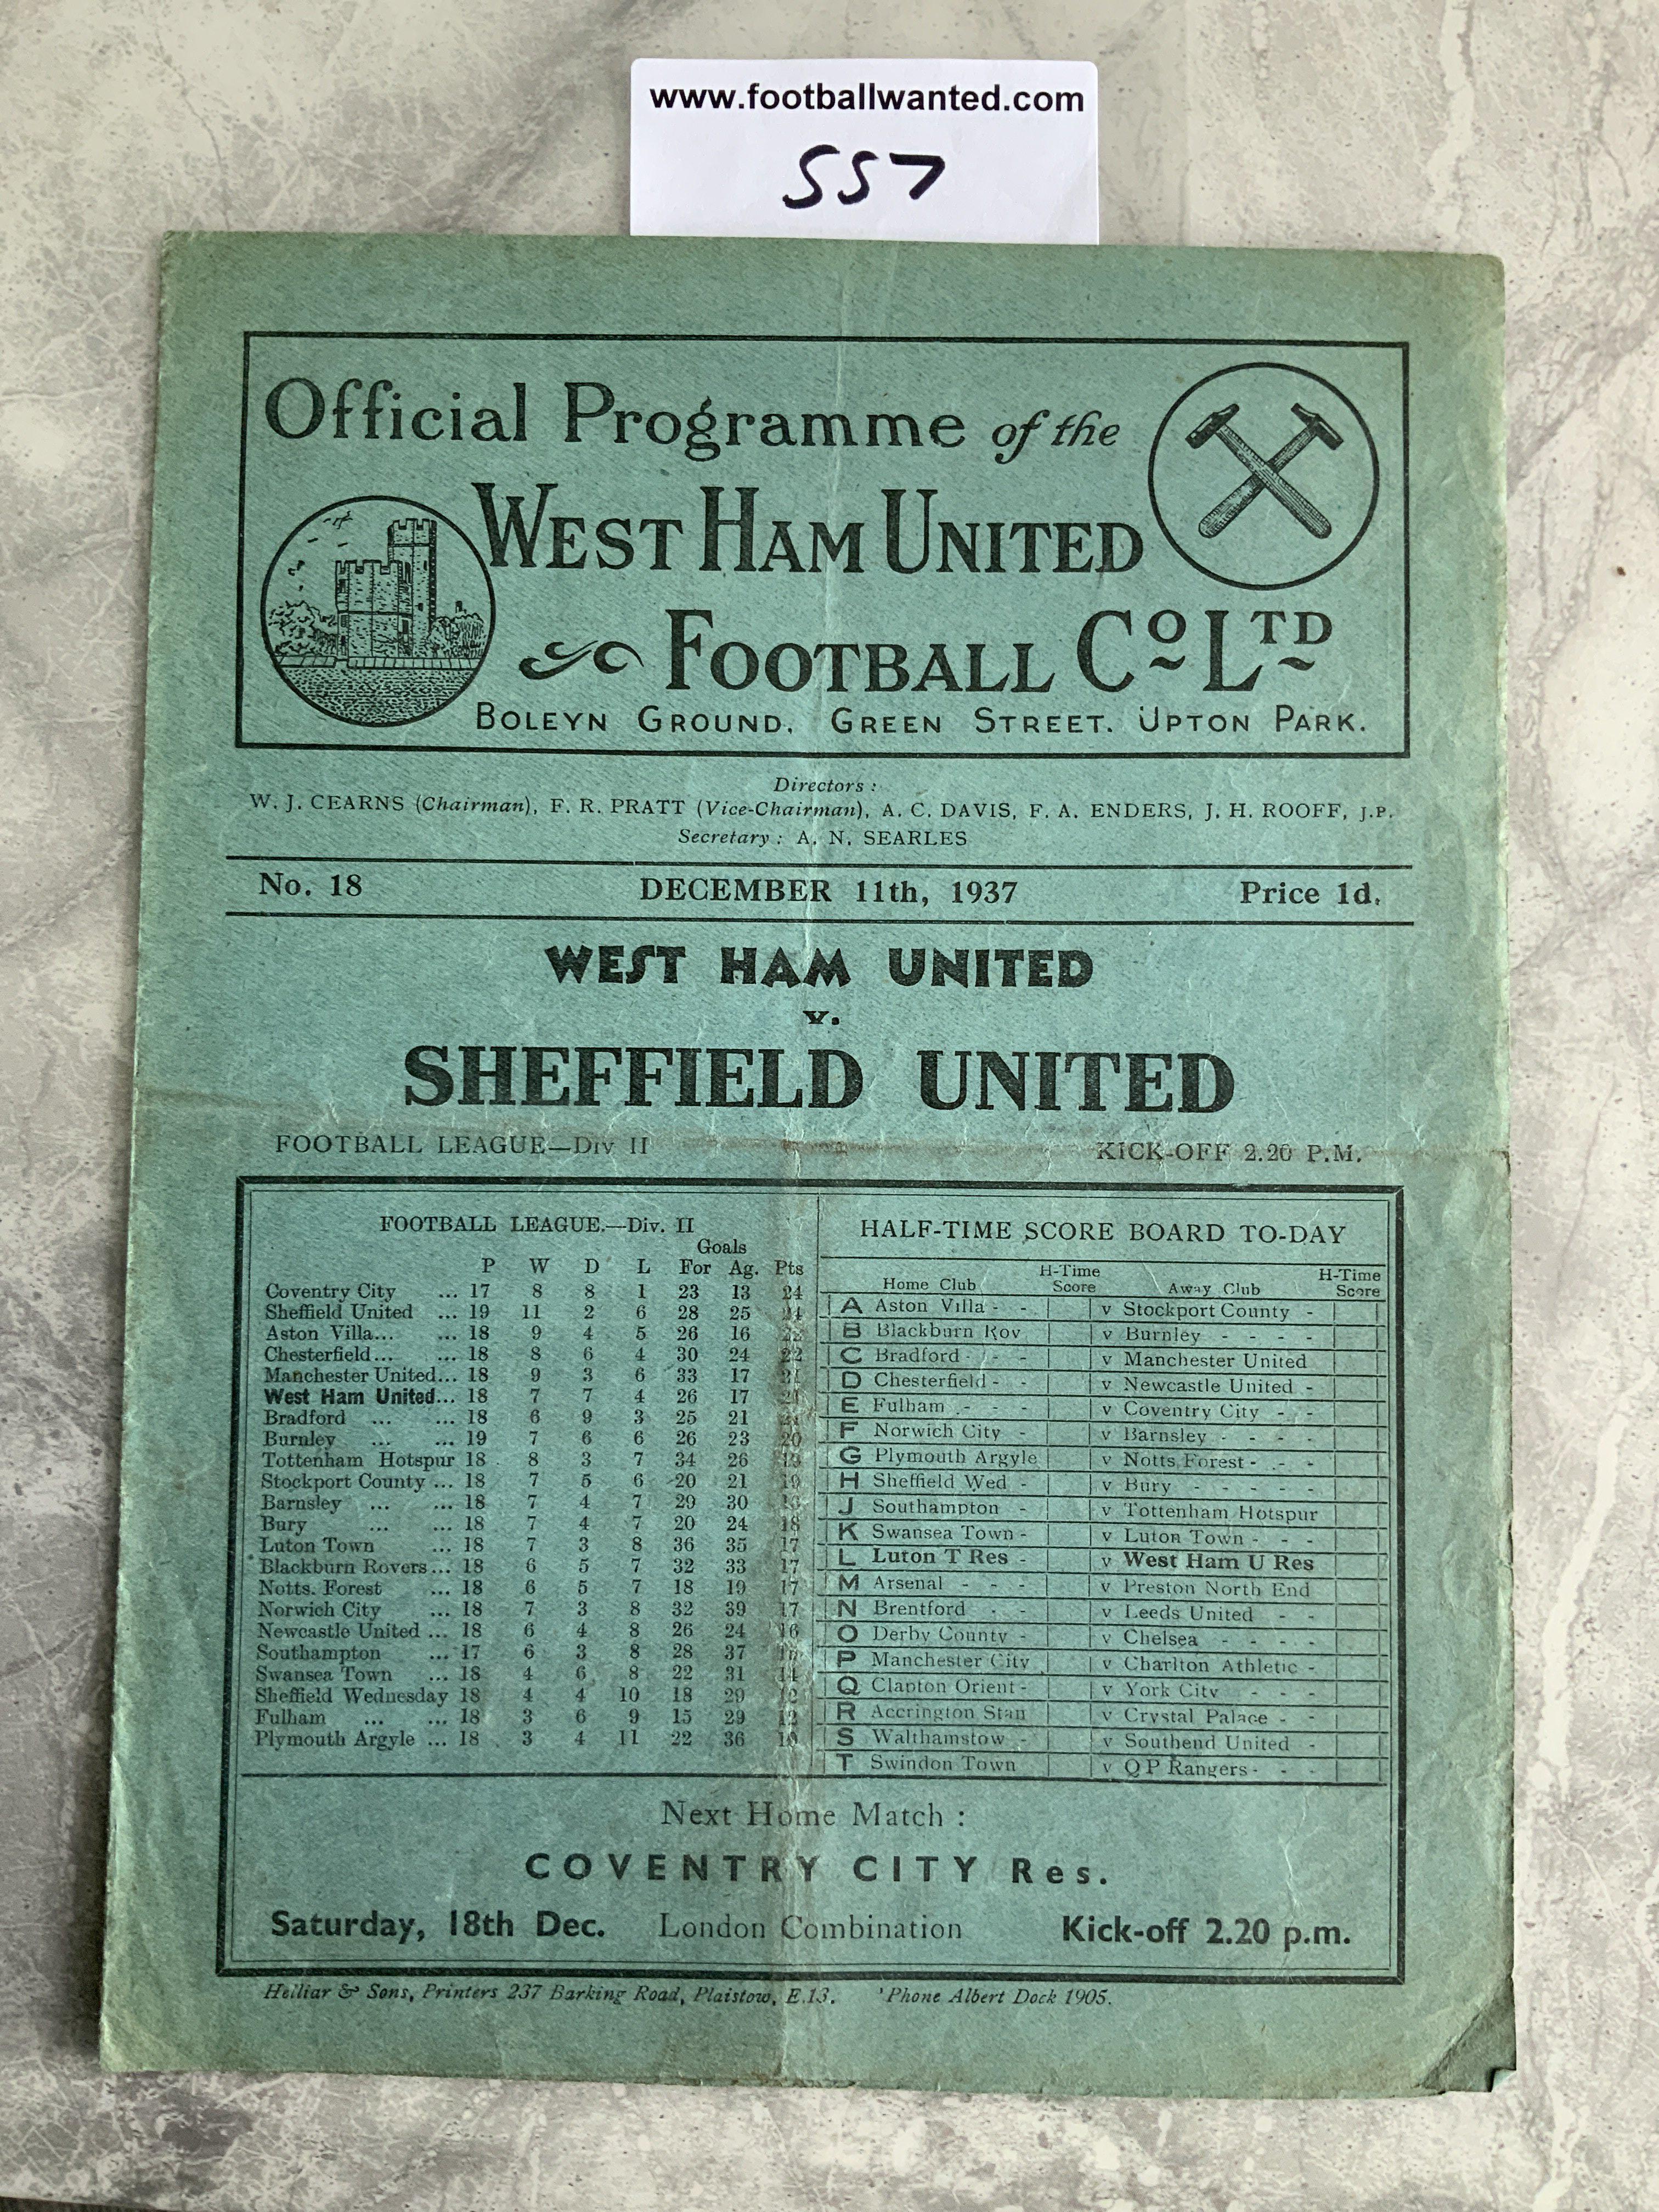 www.footballwanted.com
557
Official Programme of the
WEST HAM UNITED
FOOTBALL CO LTD
BOLEYN GROUND, GREEN STREET, UPTON PARK.
Directors :
W. J. CEARNS (Chairman), F. R. PRATT (Vice-Chairman), A. C. DAVIS, F. A. ENDERS, J. H. ROOFF, J.P.
Secretary : A. N. SEARLES
No. 18 DECEMBER 11th, 1937 Price 1d.
WEST HAM UNITED
v.
SHEFFIELD UNITED
FOOTBALL LEAGUE—Div II KICK-OFF 2.20 P.M.
FOOTBALL LEAGUE.—Div. II
Goals
P W D L For Ag. Pts
Coventry City ... 17 8 8 1 23 13 24
Sheffield United ... 19 11 2 6 28 25 24
Aston Villa... ... 18 9 4 5 26 16 22
Chesterfield... ... 18 8 6 4 30 24 22
Manchester United... 18 9 3 6 33 17 21
West Ham United... 18 7 7 4 26 17 21
Bradford ... ... 18 6 9 3 25 21 21
Burnley ... ... 19 7 6 6 26 23 20
Tottenham Hotspur 18 8 3 7 34 26 19
Stockport County ... 18 7 5 6 20 21 19
Barnsley ... ... 18 7 4 7 29 30 18
Bury ... ... 18 7 4 7 20 24 18
Luton Town ... 18 7 3 8 36 35 17
Blackburn Rovers... 18 6 5 7 32 33 17
Notts. Forest ... 18 6 5 7 18 19 17
Norwich City ... 18 7 3 8 32 39 17
Newcastle United ... 18 6 4 8 26 24 16
Southampton ... 17 6 3 8 28 37
Swansea Town ... 18 4 6 8 22 31 14
Sheffield Wednesday 18 4 4 10 18 29 12
Fulham ... ... 18 3 6 9 15 29 12
Plymouth Argyle ... 18 3 4 11 22 36 10
HALF-TIME SCORE BOARD TO-DAY
Home Club H-Time Score Away Club H-Time Score
A Aston Villa - - v Stockport County -
B Blackburn Rov v Burnley - - - -
C Bradford - - - v Manchester United
D Chesterfield - - v Newcastle United -
E Fulham - - - v Coventry City - -
F Norwich City - v Barnsley - - - -
G Plymouth Argyle v Notts. Forest - - -
H Sheffield Wed - v Bury - - - - -
J Southampton - v Tottenham Hotspur
K Swansea Town - v Luton Town - - -
L Luton T Res - v West Ham U Res
M Arsenal - - - v Preston North End
N Brentford - - v Leeds United - -
O Derby County - v Chelsea - - - -
P Manchester City v Charlton Athletic -
Q Clapton Orient - v York City - - -
R Accrington Stan v Crystal Palace - -
S Walthamstow - v Southend United -
T Swindon Town v Q P Rangers - - -
Next Home Match :
COVENTRY CITY Res.
Saturday, 18th Dec. London Combination Kick-off 2.20 p.m.
Helliar & Sons, Printers 237 Barking Road, Plaistow, E.13. 'Phone Albert Dock 1905.